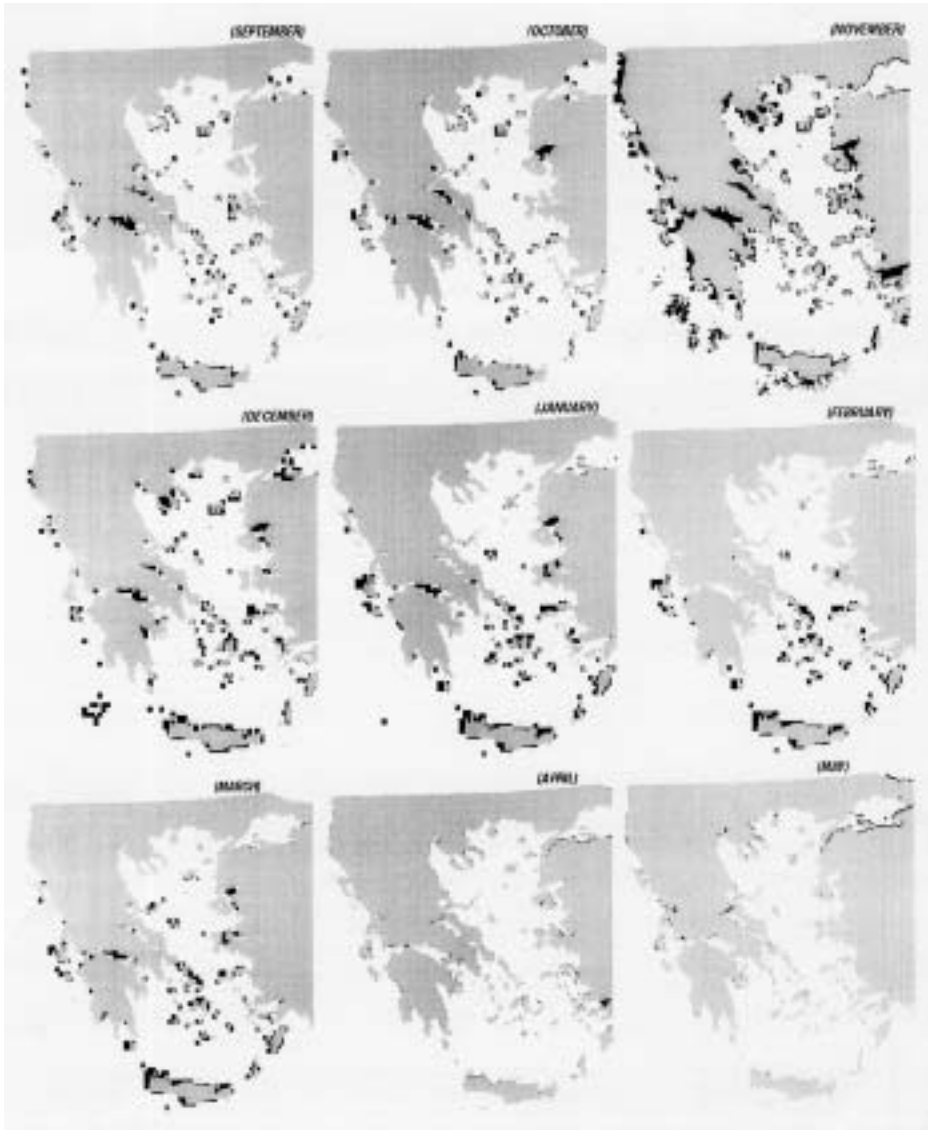 (SEPTEMBER)
(OCTOBER)
(NOVEMBER)
(DECEMBER)
(JANUARY)
(FEBRUARY)
(MARCH)
(APRIL)
(MAY)